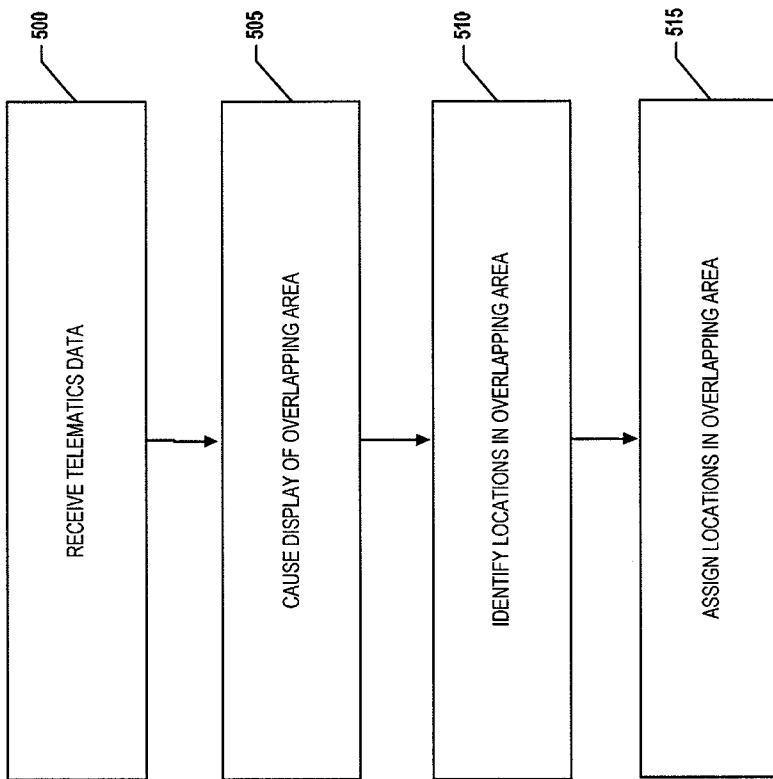 500
RECEIVE TELEMATICS DATA
505
CAUSE DISPLAY OF OVERLAPPING AREA
510
IDENTIFY LOCATIONS IN OVERLAPPING AREA
515
ASSIGN LOCATIONS IN OVERLAPPING AREA